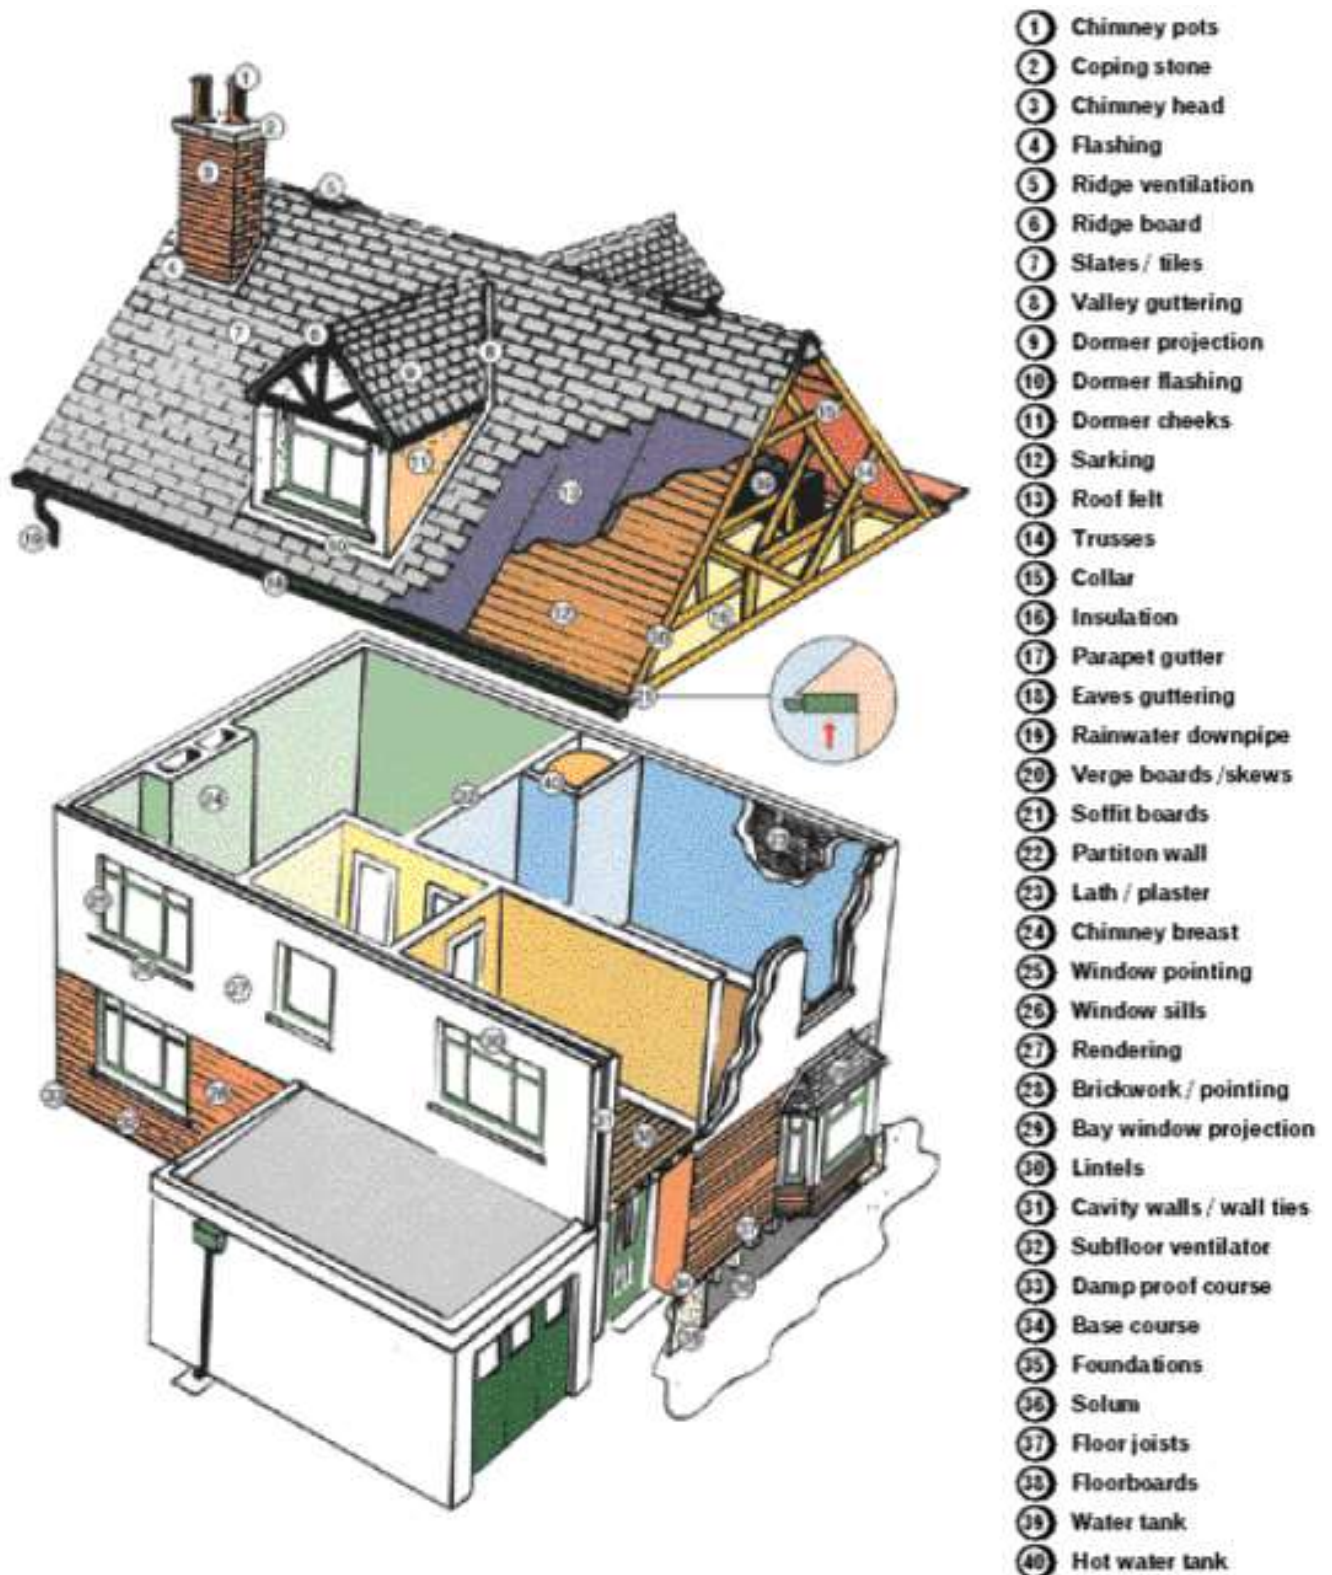 1 Chimney pots
2 Coping stone
3 Chimney head
4 Flashing
5 Ridge ventilation
6 Ridge board
7 Slates / tiles
8 Valley guttering
9 Dormer projection
10 Dormer flashing
11 Dormer cheeks
12 Sarking
13 Roof felt
14 Trusses
15 Collar
16 Insulation
17 Parapet gutter
18 Eaves guttering
19 Rainwater downpipe
20 Verge boards /skews
21 Soffit boards
22 Partiton wall
23 Lath / plaster
24 Chimney breast
25 Window pointing
26 Window sills
27 Rendering
28 Brickwork / pointing
29 Bay window projection
30 Lintels
31 Cavity walls / wall ties
32 Subfloor ventilator
33 Damp proof course
34 Base course
35 Foundations
36 Solum
37 Floor joists
38 Floorboards
39 Water tank
40 Hot water tank